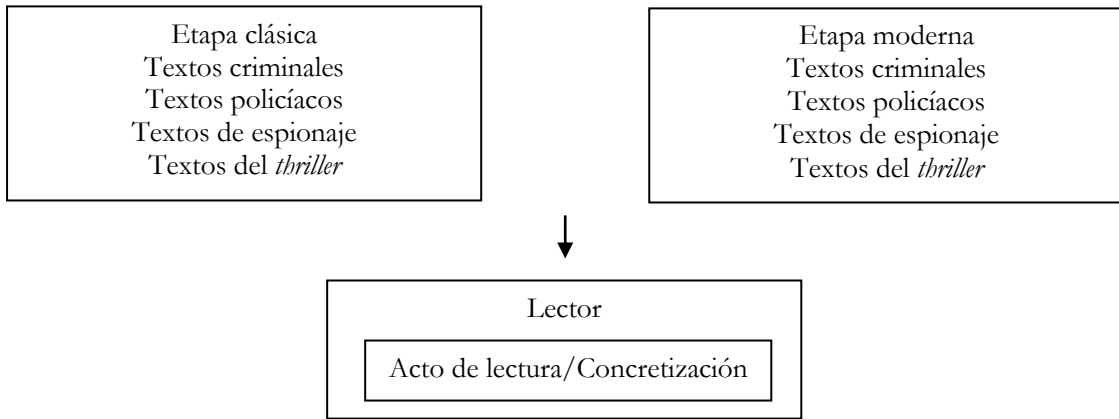 Etapa clásica
Textos criminales
Textos policíacos
Textos de espionaje
Textos del thriller
Etapa moderna
Textos criminales
Textos policíacos
Textos de espionaje
Textos del thriller
Lector
Acto de lectura/Concretización